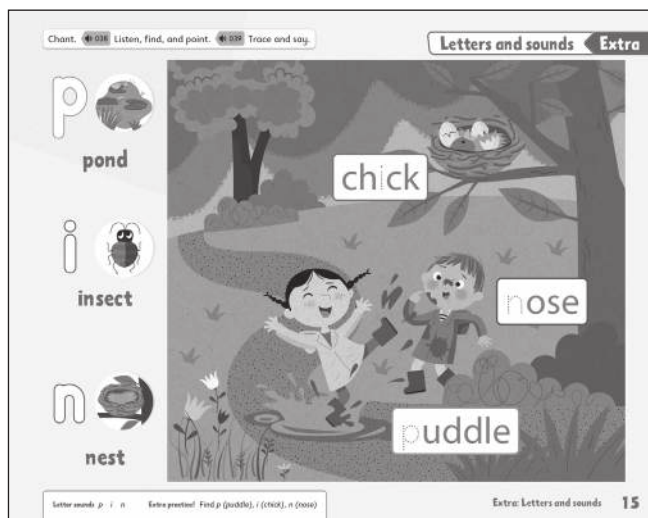 Chant. 038 Listen, find, and point. 039 Trace and say.
Letters and sounds Extra
p
pond
i
insect
n
nest
chick
nose
puddle
Letter sounds p i n Extra practice! Find p (puddle), i (chick), n (nose)
Extra: Letters and sounds 15